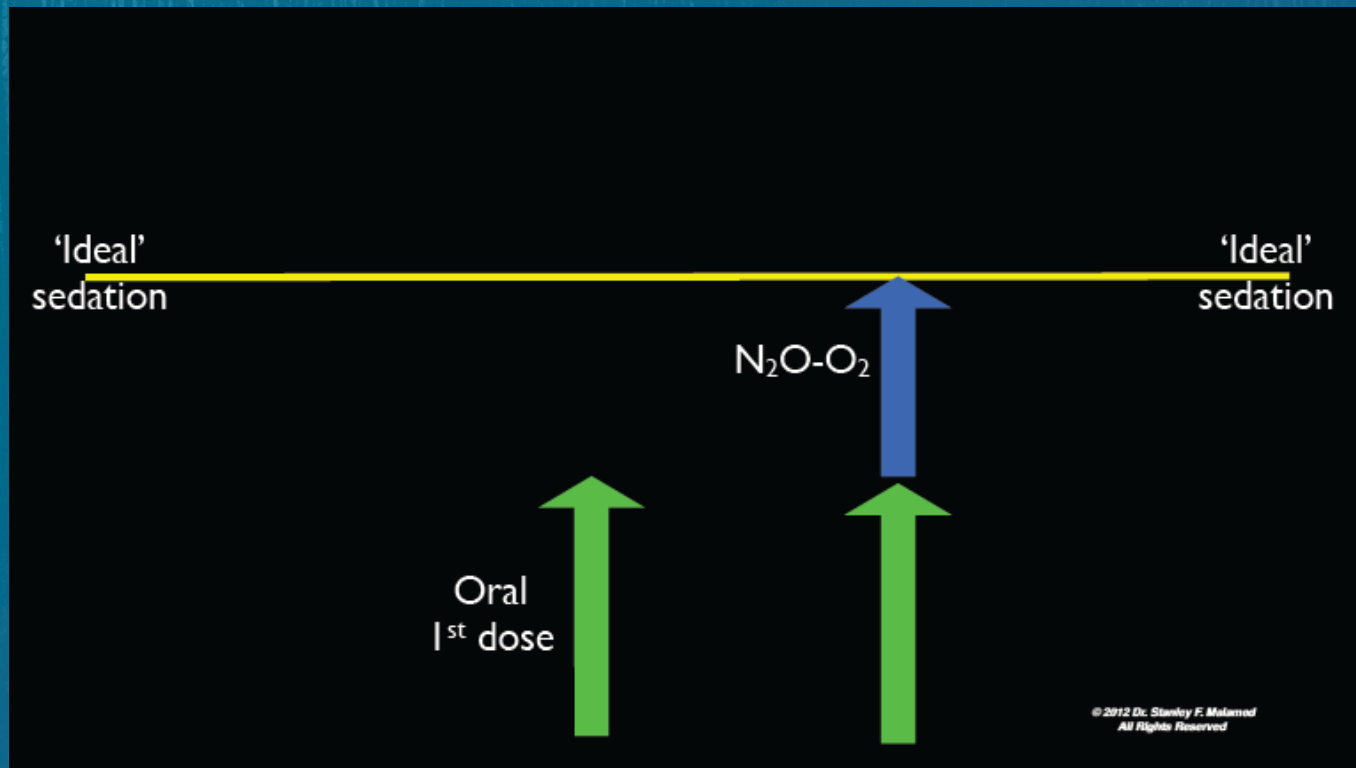 ‘Ideal’
sedation
‘Ideal’
sedation
N₂O-O₂
Oral
1ˢᵗ dose
© 2012 Dr. Stanley F. Malamed
All Rights Reserved